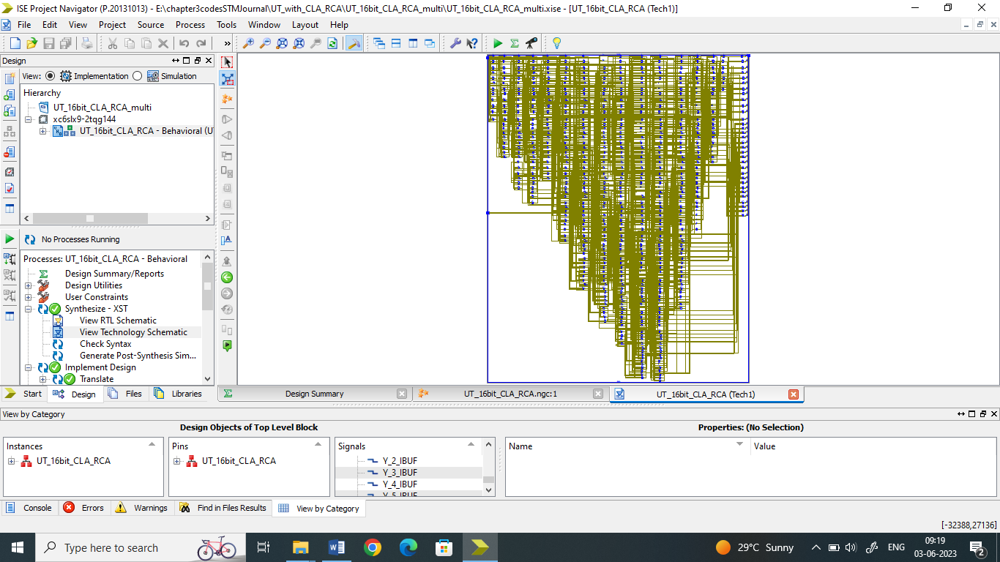 ISE Project Navigator (P.20131013) - E:\chapter3codesSTMJournal\UT_with_CLA_RCA\UT_16bit_CLA_RCA_multi\UT_16bit_CLA_RCA_multi.xise - [UT_16bit_CLA_RCA (Tech1)]
File Edit View Project Source Process Tools Window Layout Help
»
Design
View: Implementation Simulation
Hierarchy
UT_16bit_CLA_RCA_multi
xc6slx9-2tqg144
UT_16bit_CLA_RCA - Behavioral (U
No Processes Running
Processes: UT_16bit_CLA_RCA - Behavioral
Design Summary/Reports
Design Utilities
User Constraints
Synthesize - XST
View RTL Schematic
View Technology Schematic
Check Syntax
Generate Post-Synthesis Sim...
Implement Design
Translate
Start Design Files Libraries
Design Summary UT_16bit_CLA_RCA.ngc:1 UT_16bit_CLA_RCA (Tech1)
View by Category
Design Objects of Top Level Block Properties: (No Selection)
Instances Pins Signals Name Value
UT_16bit_CLA_RCA UT_16bit_CLA_RCA Y_2_IBUF
Y_3_IBUF
Y_4_IBUF
Y_5_IBUF
Console Errors Warnings Find in Files Results View by Category
[-32388,27136]
Type here to search 29°C Sunny ENG 09:19
03-06-2023 2